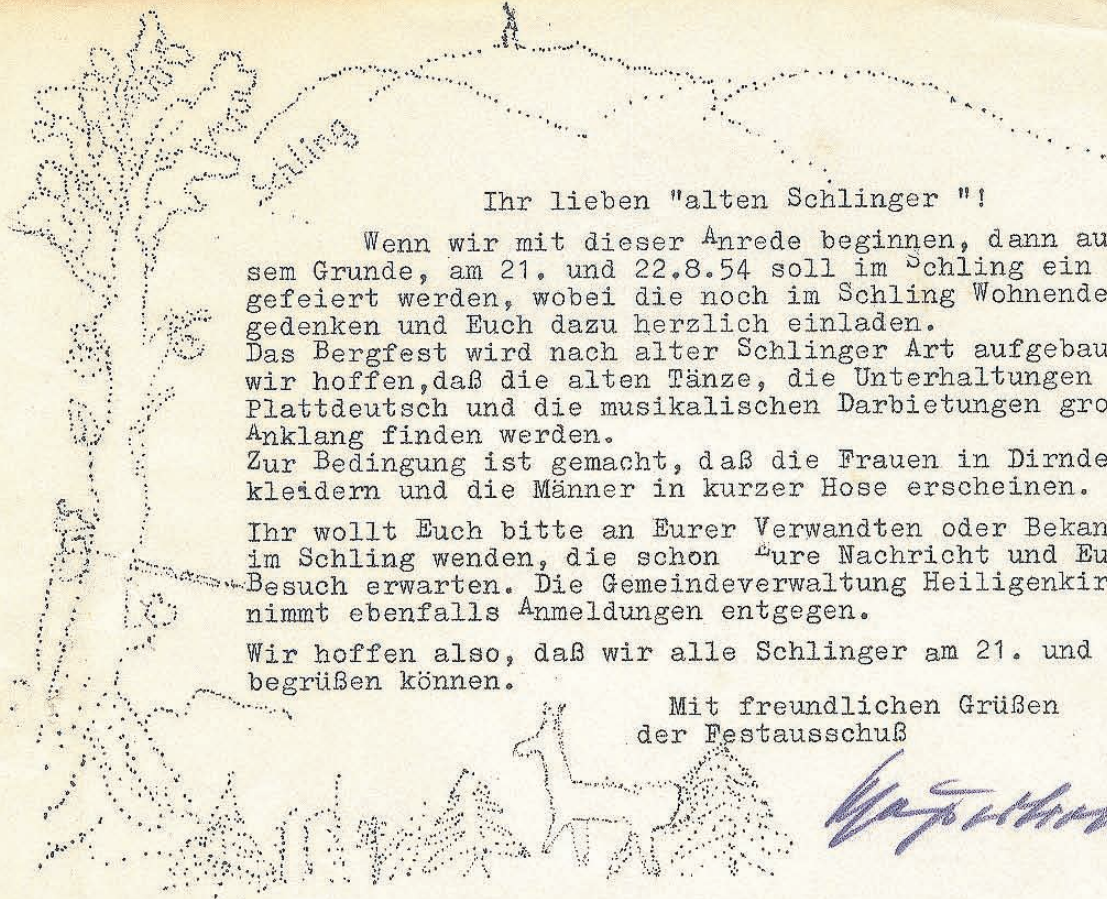 Schling
Ihr lieben "alten Schlinger "!
Wenn wir mit dieser Anrede beginnen, dann au
sem Grunde, am 21. und 22.8.54 soll im Schling ein
gefeiert werden, wobei die noch im Schling Wohnende
gedenken und Euch dazu herzlich einladen.
Das Bergfest wird nach alter Schlinger Art aufgebau
wir hoffen,daß die alten Tänze, die Unterhaltungen
Plattdeutsch und die musikalischen Darbietungen gro
Anklang finden werden.
Zur Bedingung ist gemacht, daß die Frauen in Dirnde
kleidern und die Männer in kurzer Hose erscheinen.
Ihr wollt Euch bitte an Eurer Verwandten oder Bekan
im Schling wenden, die schon Eure Nachricht und Eu
Besuch erwarten. Die Gemeindeverwaltung Heiligenkir
nimmt ebenfalls Anmeldungen entgegen.
Wir hoffen also, daß wir alle Schlinger am 21. und
begrüßen können.
Mit freundlichen Grüßen
der Festausschuß